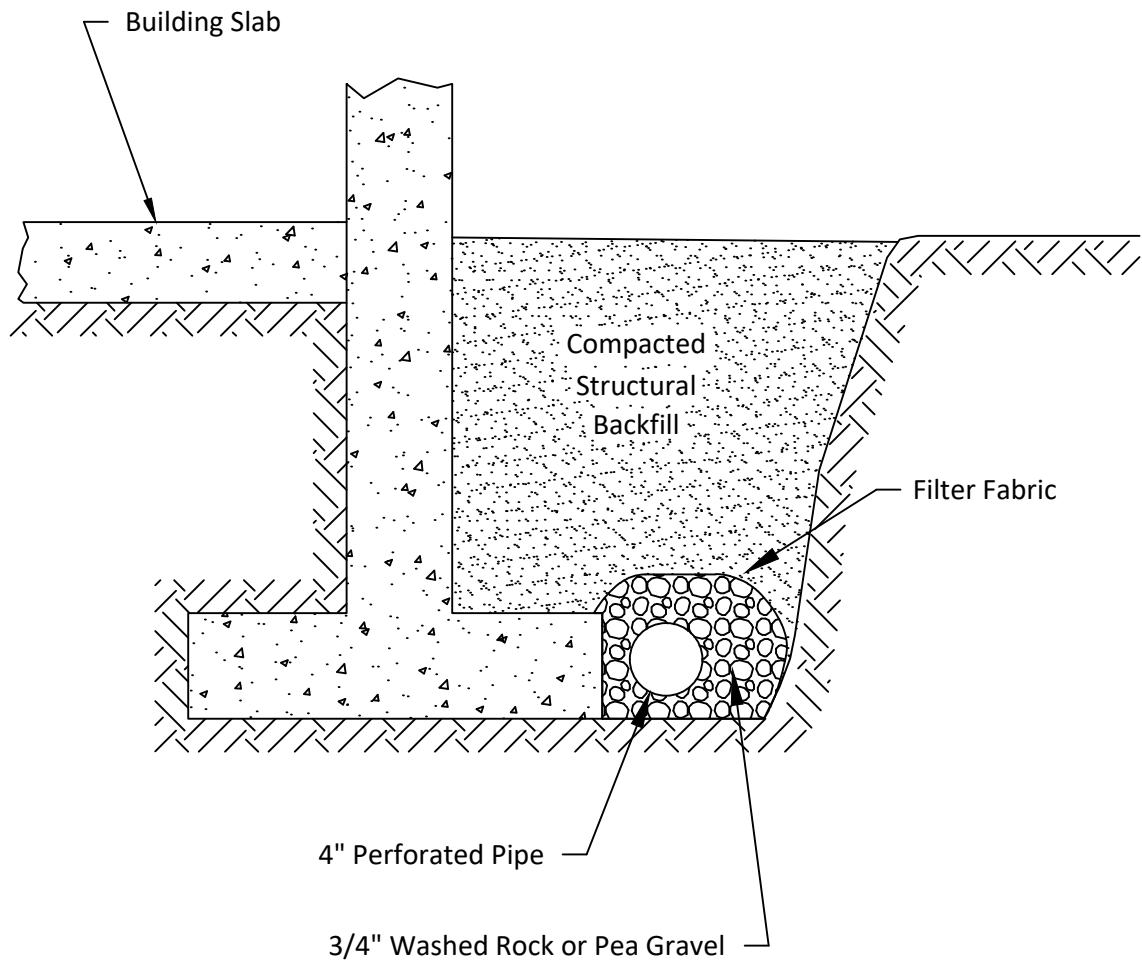 Building Slab
Compacted
Structural
Backfill
Filter Fabric
4" Perforated Pipe
3/4" Washed Rock or Pea Gravel